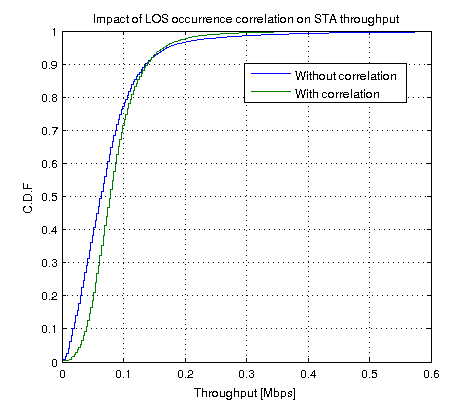 Impact of LOS occurrence correlation on STA throughput
1
0.9
0.8
0.7
0.6
0.5
0.4
0.3
0.2
0.1
0
C.D.F
Without correlation
With correlation
0 0.1 0.2 0.3 0.4 0.5 0.6
Throughput [Mbps]